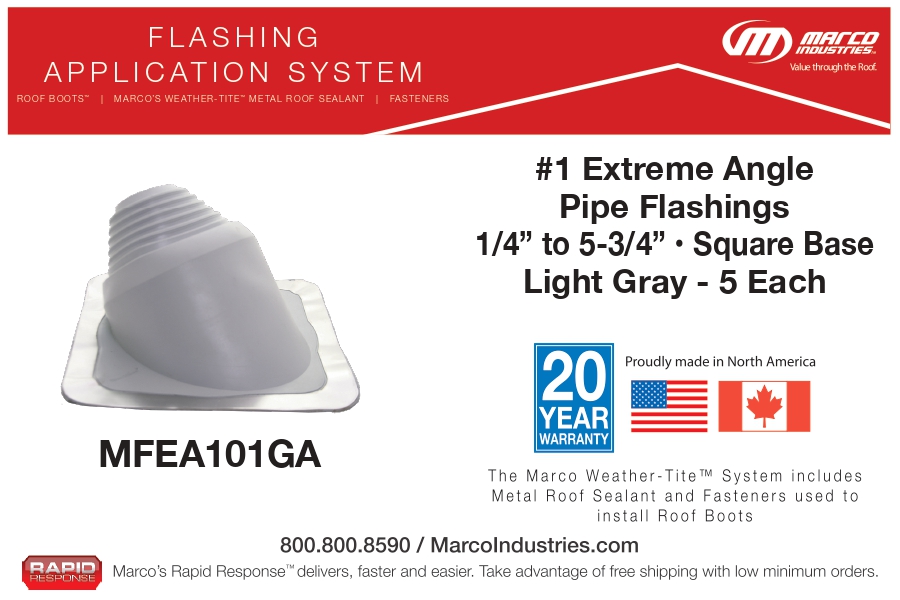 FLASHING
APPLICATION SYSTEM
ROOF BOOTS™ | MARCO'S WEATHER-TITE™ METAL ROOF SEALANT | FASTENERS
MARCO
INDUSTRIES™
Value through the Roof.
#1 Extreme Angle
Pipe Flashings
1/4” to 5-3/4” • Square Base
Light Gray - 5 Each
MFEA101GA
20
YEAR
WARRANTY
Proudly made in North America
The Marco Weather-Tite™ System includes
Metal Roof Sealant and Fasteners used to
install Roof Boots
800.800.8590 / MarcoIndustries.com
RAPID
RESPONSE
Marco’s Rapid Response™ delivers, faster and easier. Take advantage of free shipping with low minimum orders.